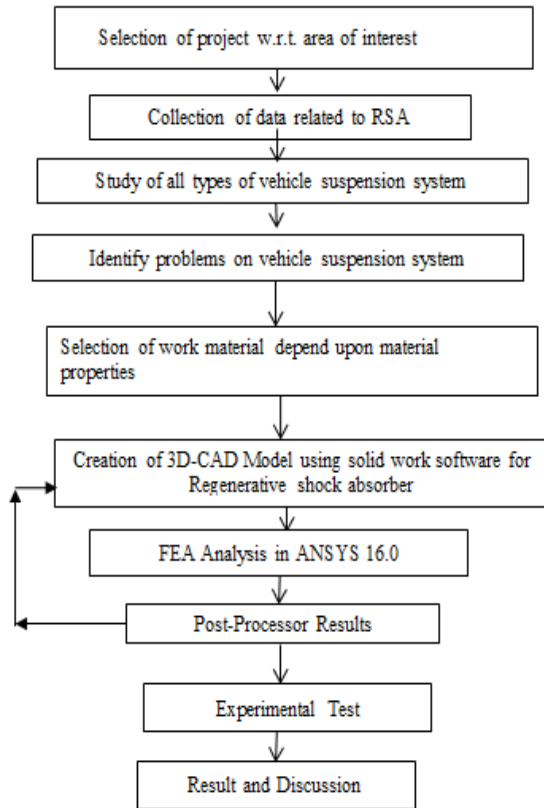 Selection of project w.r.t. area of interest
Collection of data related to RSA
Study of all types of vehicle suspension system
Identify problems on vehicle suspension system
Selection of work material depend upon material
properties
Creation of 3D-CAD Model using solid work software for
Regenerative shock absorber
FEA Analysis in ANSYS 16.0
Post-Processor Results
Experimental Test
Result and Discussion